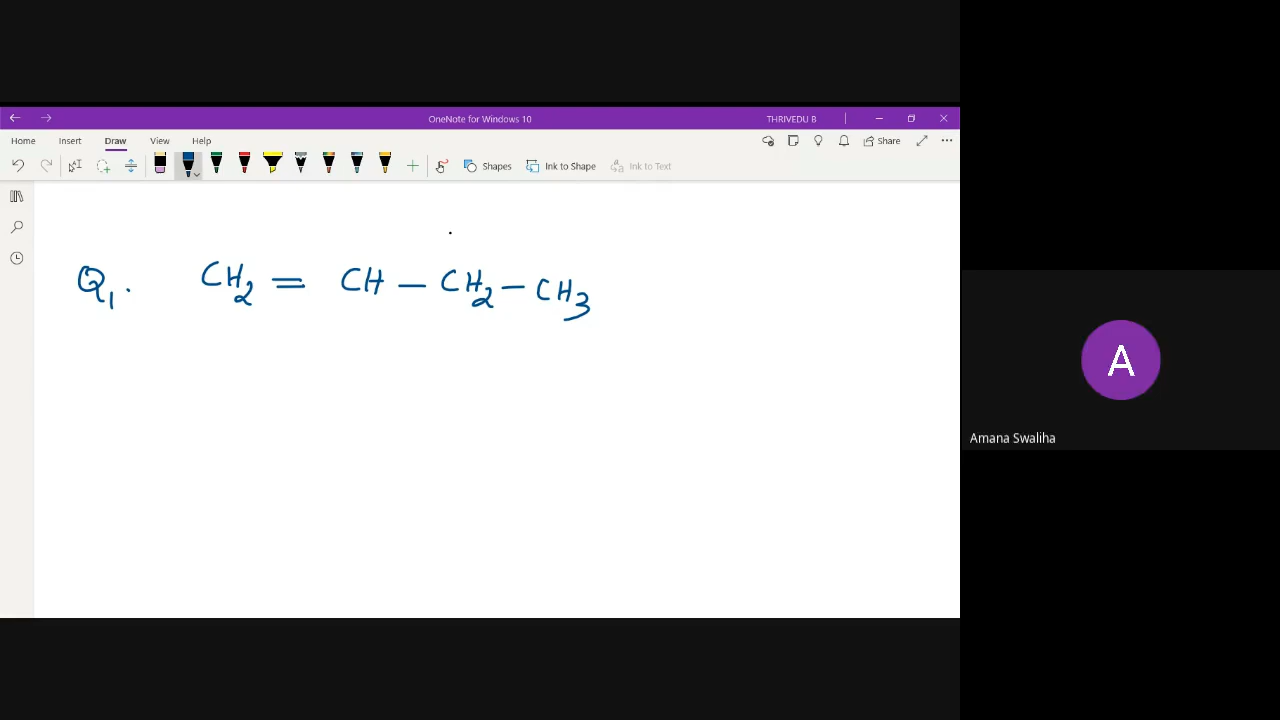 OneNote for Windows 10
THRIVEDU B
Home Insert Draw View Help
Share
Shapes Ink to Shape Ink to Text
Q1. CH2 = CH – CH2 – CH3
A
Amana Swaliha